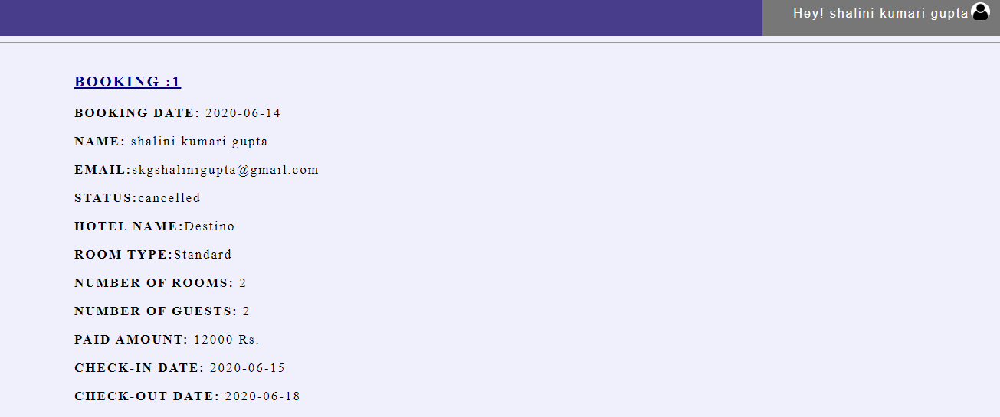 Hey! shalini kumari gupta
BOOKING :1
BOOKING DATE: 2020-06-14
NAME: shalini kumari gupta
EMAIL:skgshalinigupta@gmail.com
STATUS:cancelled
HOTEL NAME:Destino
ROOM TYPE:Standard
NUMBER OF ROOMS: 2
NUMBER OF GUESTS: 2
PAID AMOUNT: 12000 Rs.
CHECK-IN DATE: 2020-06-15
CHECK-OUT DATE: 2020-06-18